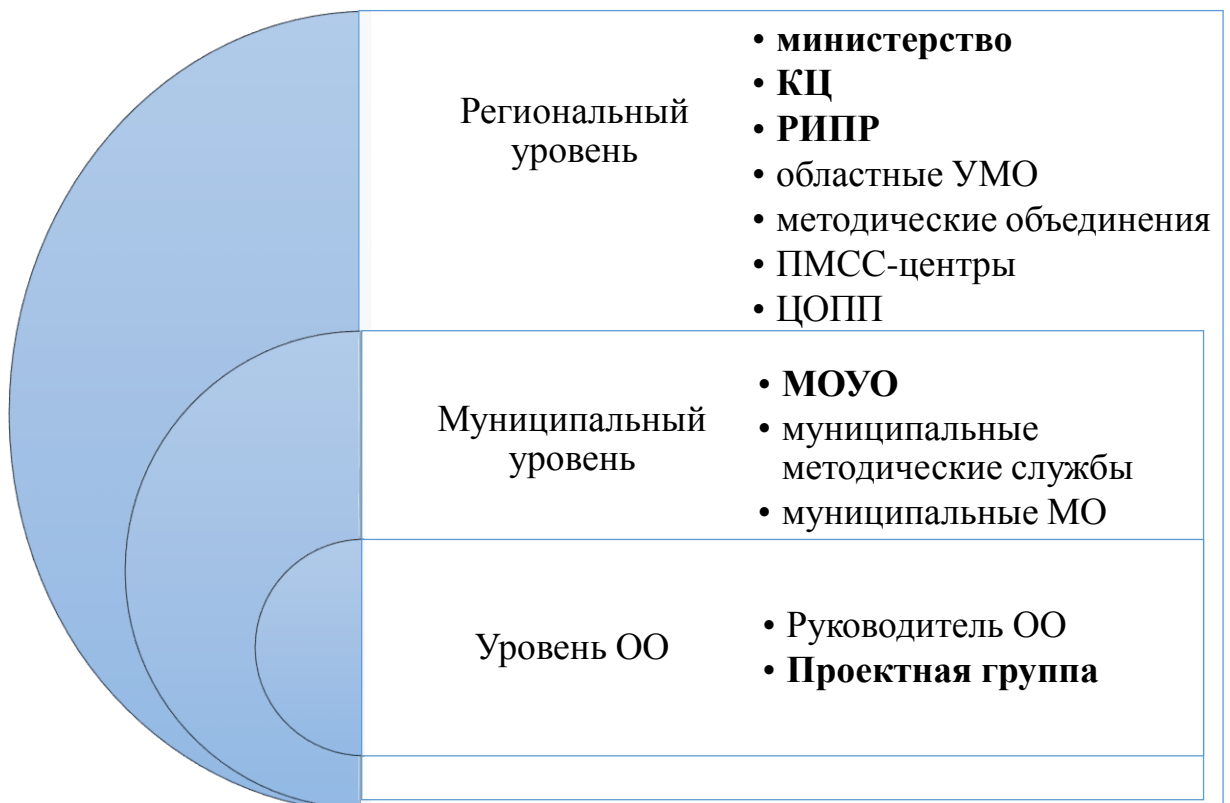 Региональный
уровень
• министерство
• КЦ
• РИПР
• областные УМО
• методические объединения
• ПМСС-центры
• ЦОПП
Муниципальный
уровень
• МОУО
• муниципальные
методические службы
• муниципальные МО
Уровень ОО
• Руководитель ОО
• Проектная группа